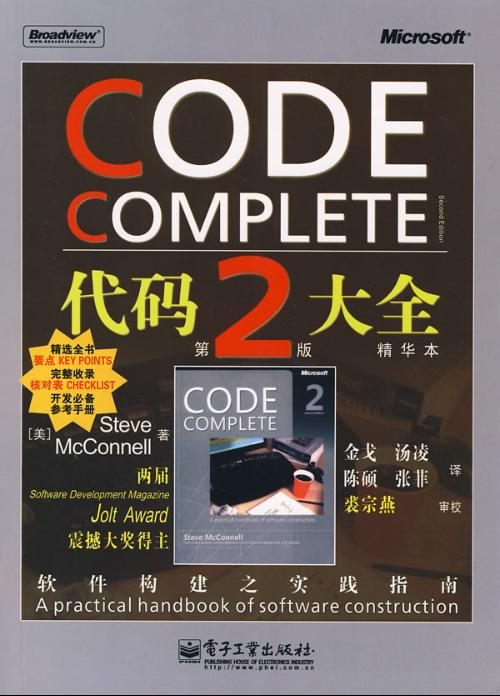 Broadview®
WWW.BROADVIEW.COM.CN
Microsoft®
CODE
COMPLETE
Second Edition
代码2大全
第 版 精华本
精选全书
要点 KEY POINTS
完整收录
核对表 CHECKLIST
开发必备
参考手册
[美] Steve
McConnell 著
两届
Software Development Magazine
Jolt Award
震撼大奖得主
Microsoft
CODE
COMPLETE
2
Second Edition
A practical handbook of software construction
Steve McConnell
金戈 汤凌
陈硕 张菲 译
裘宗燕 审校
软件构建之实践指南
A practical handbook of software construction
電子工業出版社
PUBLISHING HOUSE OF ELECTRONICS INDUSTRY
http://www.phei.com.cn